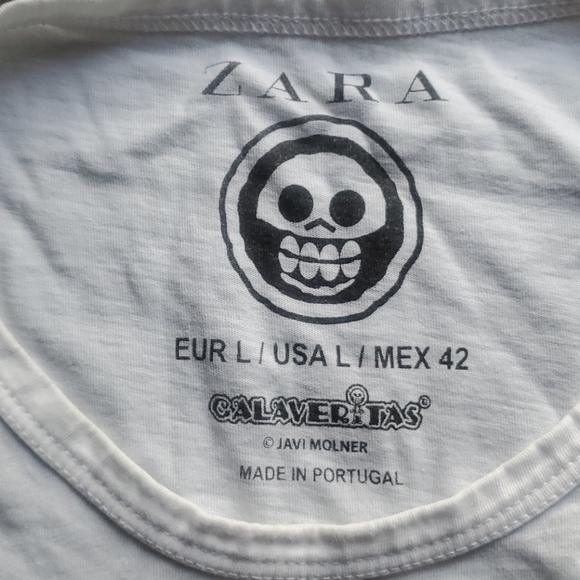 ZARA
EUR L / USA L / MEX 42
CALAVERITAS®
© JAVI MOLNER
MADE IN PORTUGAL